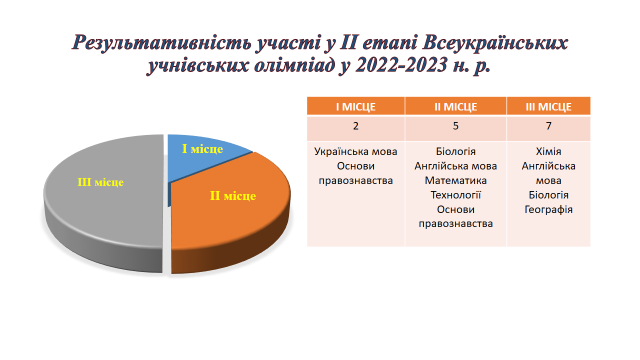 Результативність участі у ІІ етапі Всеукраїнських
учнівських олімпіад у 2022-2023 н. р.
І місце
ІІ місце
ІІІ місце
І МІСЦЕ ІІ МІСЦЕ ІІІ МІСЦЕ
2 5 7
Українська мова
Основи
правознавства
Біологія
Англійська мова
Математика
Технології
Основи
правознавства
Хімія
Англійська
мова
Біологія
Географія